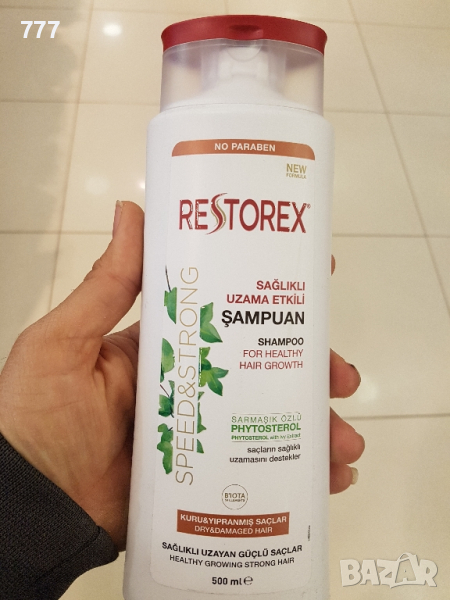 777
NO PARABEN
NEW
FORMULA
RESTOREX®
SPEED&STRONG
SAĞLIKLI
UZAMA ETKİLİ
ŞAMPUAN
SHAMPOO
FOR HEALTHY
HAIR GROWTH
SARMAŞIK ÖZLÜ
PHYTOSTEROL
PHYTOSTEROL with ivy extract
saçların sağlıklı
uzamasını destekler
B'IOTA
KURU&YIPRANMIŞ SAÇLAR
DRY&DAMAGED HAIR
SAĞLIKLI UZAYAN GÜÇLÜ SAÇLAR
HEALTHY GROWING STRONG HAIR
500 ml e
BAZAR